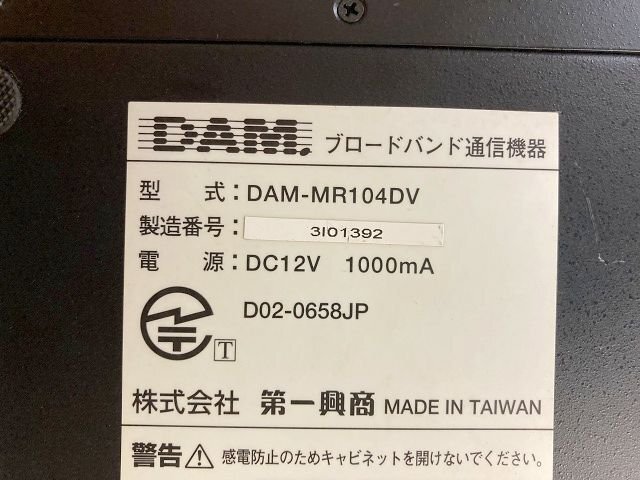 DAM. ブロードバンド通信機器
型 式：DAM-MR104DV
製造番号：3I01392
電 源：DC12V 1000mA
D02-0658JP
T
株式会社 第一興商 MADE IN TAIWAN
警告 感電防止のためキャビネットを開けないでください。